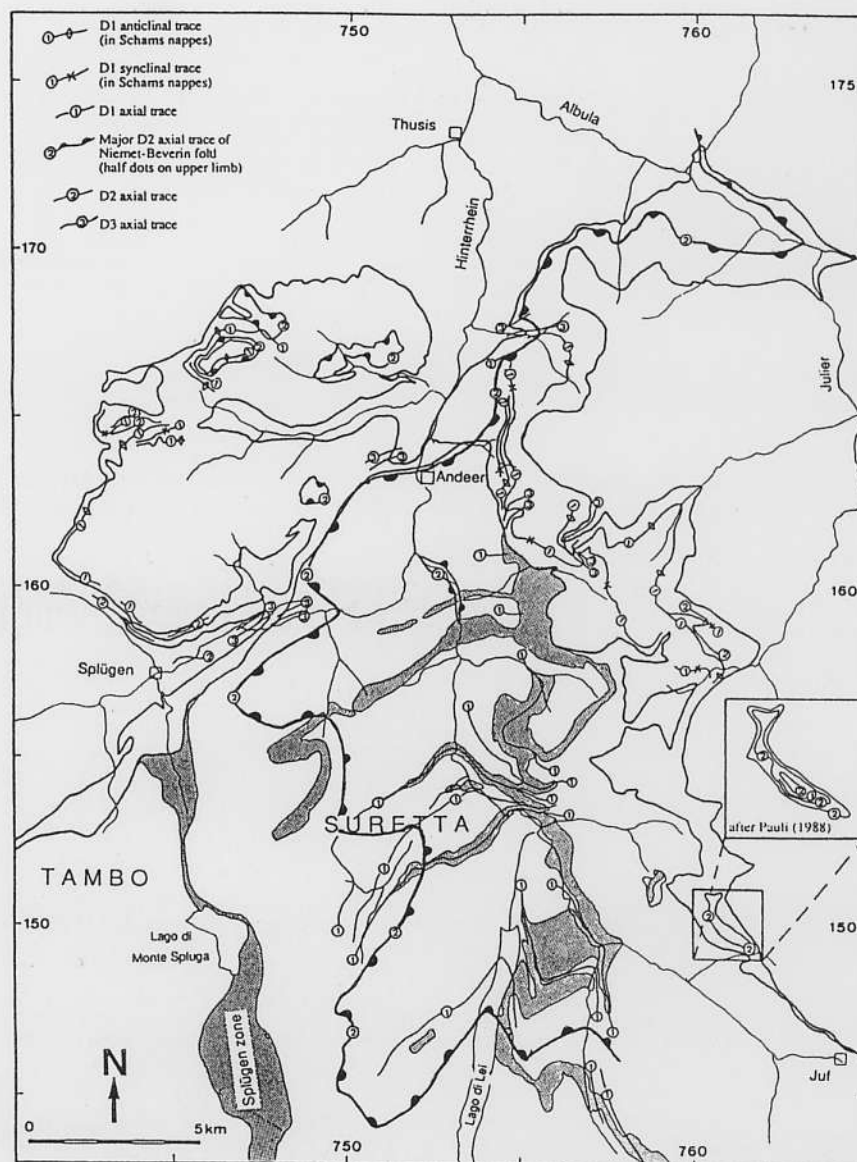 750
760
175
D1 anticlinal trace
(in Schams nappes)
D1 synclinal trace
(in Schams nappes)
D1 axial trace
Major D2 axial trace of
Niemet-Beverin fold
(half dots on upper limb)
D2 axial trace
D3 axial trace
Thusis
Albula
Hinterrhein
170
Julier
Andeer
160
160
Splügen
after Pauli (1988)
SURETTA
TAMBO
150
150
Lago di
Monte Spluga
Splügen zone
N
Lago di Lei
Juf
0
5 km
750
760